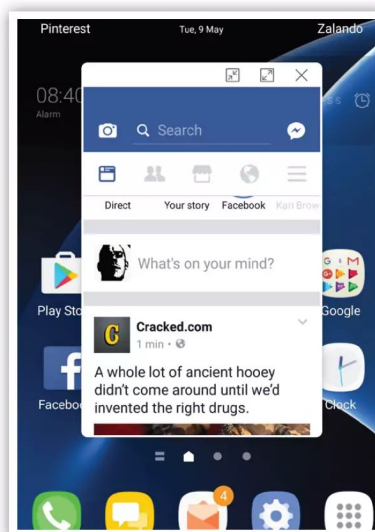 Pinterest
Tue, 9 May
Zalando
08:40
Alarm
Search
Direct
Your story
Facebook
Kari Brow
What's on your mind?
Cracked.com
1 min
A whole lot of ancient hooey
didn't come around until we'd
invented the right drugs.
Play Sto
Google
Faceboo
Clock
4